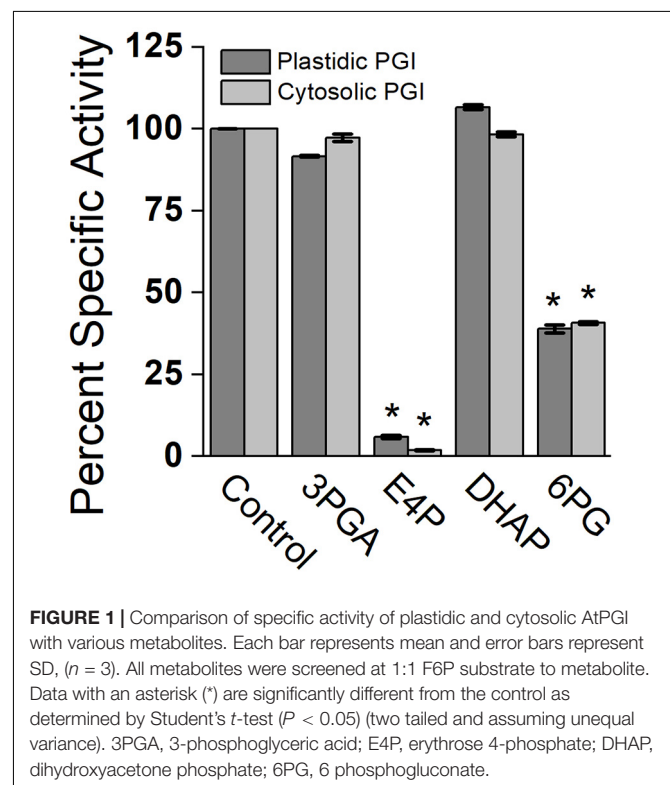 Percent Specific Activity
125
100
75
50
25
0
Plastidic PGI
Cytosolic PGI
* *
* *
Control
3PGA
E4P
DHAP
6PG
FIGURE 1 | Comparison of specific activity of plastidic and cytosolic AtPGI
with various metabolites. Each bar represents mean and error bars represent
SD, (n = 3). All metabolites were screened at 1:1 F6P substrate to metabolite.
Data with an asterisk (*) are significantly different from the control as
determined by Student's t-test (P < 0.05) (two tailed and assuming unequal
variance). 3PGA, 3-phosphoglyceric acid; E4P, erythrose 4-phosphate; DHAP,
dihydroxyacetone phosphate; 6PG, 6 phosphogluconate.